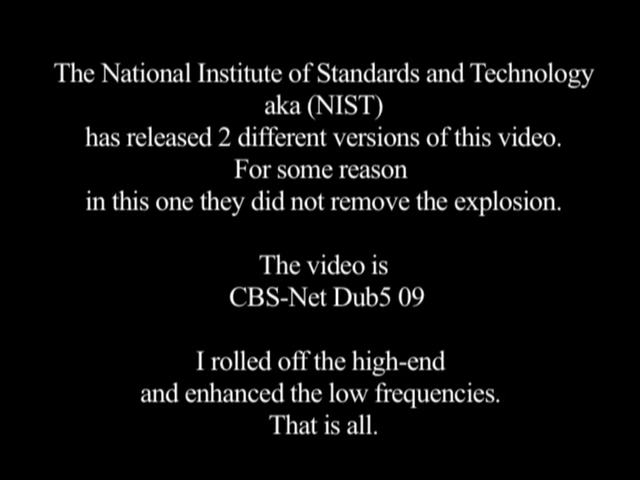 The National Institute of Standards and Technology
aka (NIST)
has released 2 different versions of this video.
For some reason
in this one they did not remove the explosion.
The video is
CBS-Net Dub5 09
I rolled off the high-end
and enhanced the low frequencies.
That is all.